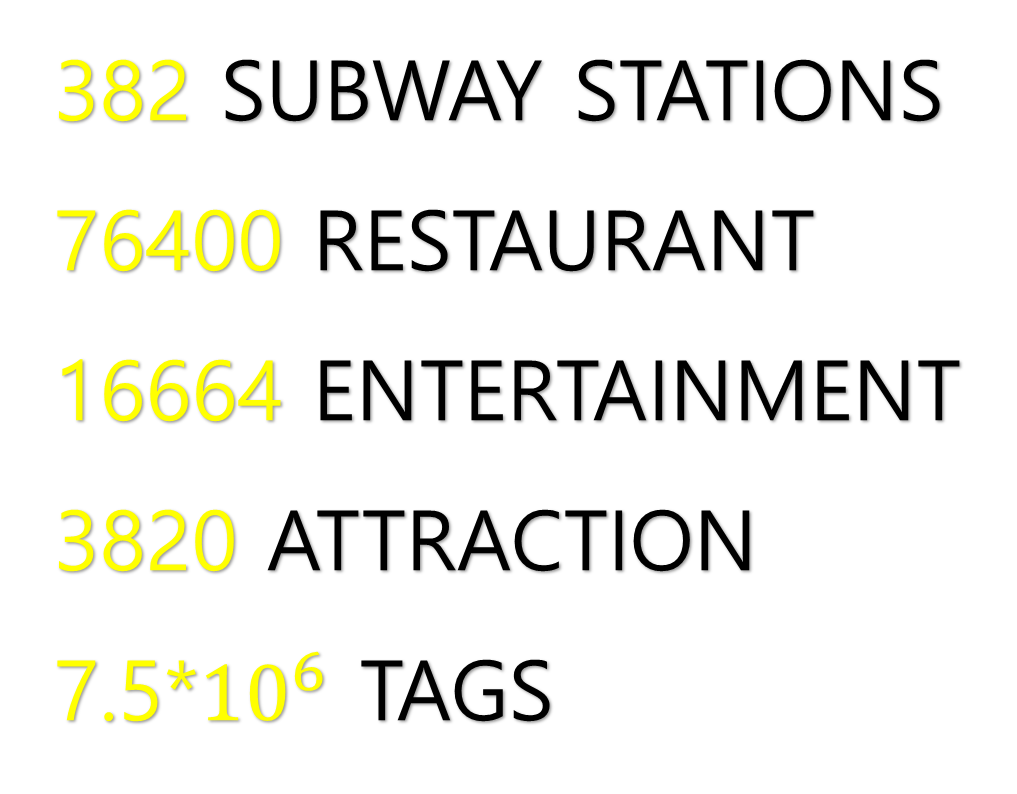 382 SUBWAY STATIONS
76400 RESTAURANT
16664 ENTERTAINMENT
3820 ATTRACTION
7.5*10⁶ TAGS